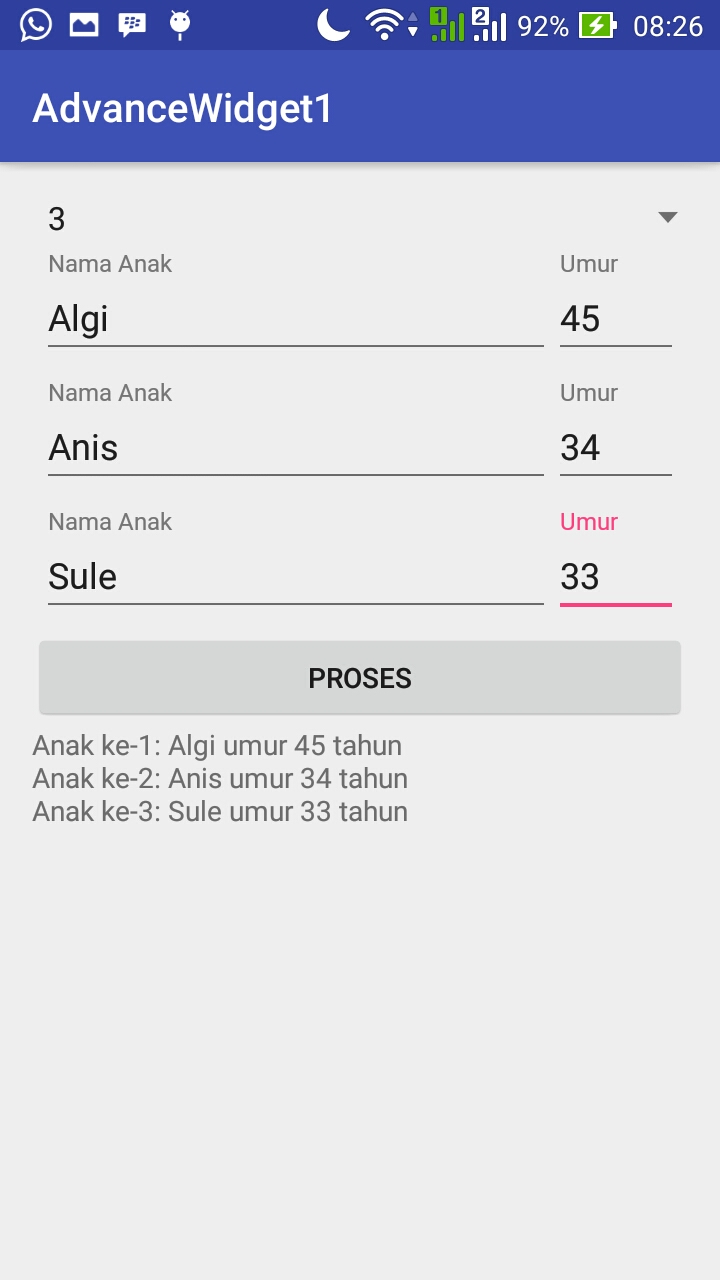 1 2 92% 08:26
AdvanceWidget1
3
Nama Anak Umur
Algi 45
Nama Anak Umur
Anis 34
Nama Anak Umur
Sule 33
PROSES
Anak ke-1: Algi umur 45 tahun
Anak ke-2: Anis umur 34 tahun
Anak ke-3: Sule umur 33 tahun